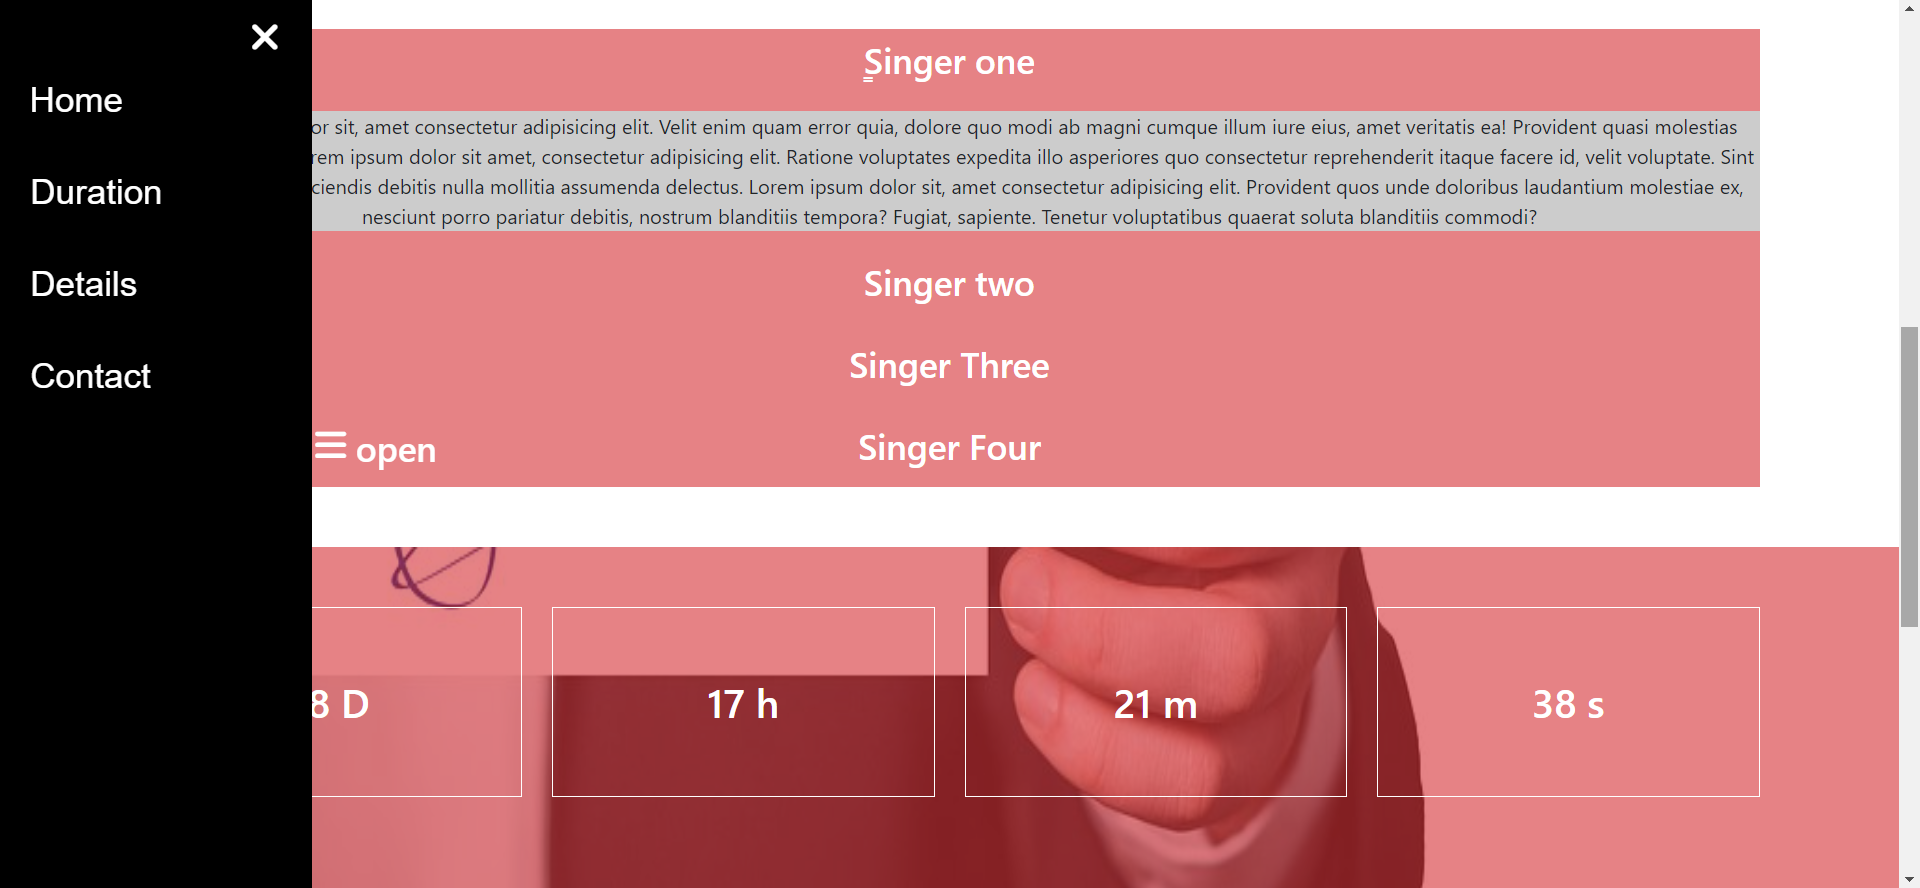 Home
Duration
Details
Contact
Singer one
or sit, amet consectetur adipisicing elit. Velit enim quam error quia, dolore quo modi ab magni cumque illum iure eius, amet veritatis ea! Provident quasi molestias
rem ipsum dolor sit amet, consectetur adipisicing elit. Ratione voluptates expedita illo asperiores quo consectetur reprehenderit itaque facere id, velit voluptate. Sint
ciendis debitis nulla mollitia assumenda delectus. Lorem ipsum dolor sit, amet consectetur adipisicing elit. Provident quos unde doloribus laudantium molestiae ex,
nesciunt porro pariatur debitis, nostrum blanditiis tempora? Fugiat, sapiente. Tenetur voluptatibus quaerat soluta blanditiis commodi?
Singer two
Singer Three
open
Singer Four
8 D
17 h
21 m
38 s